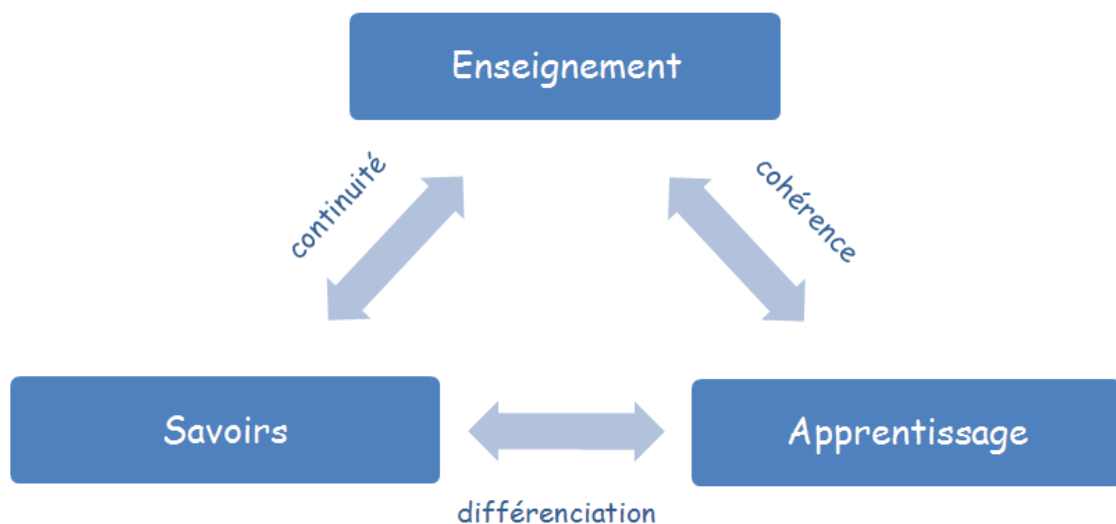 Enseignement
continuité
cohérence
Savoirs
Apprentissage
différenciation